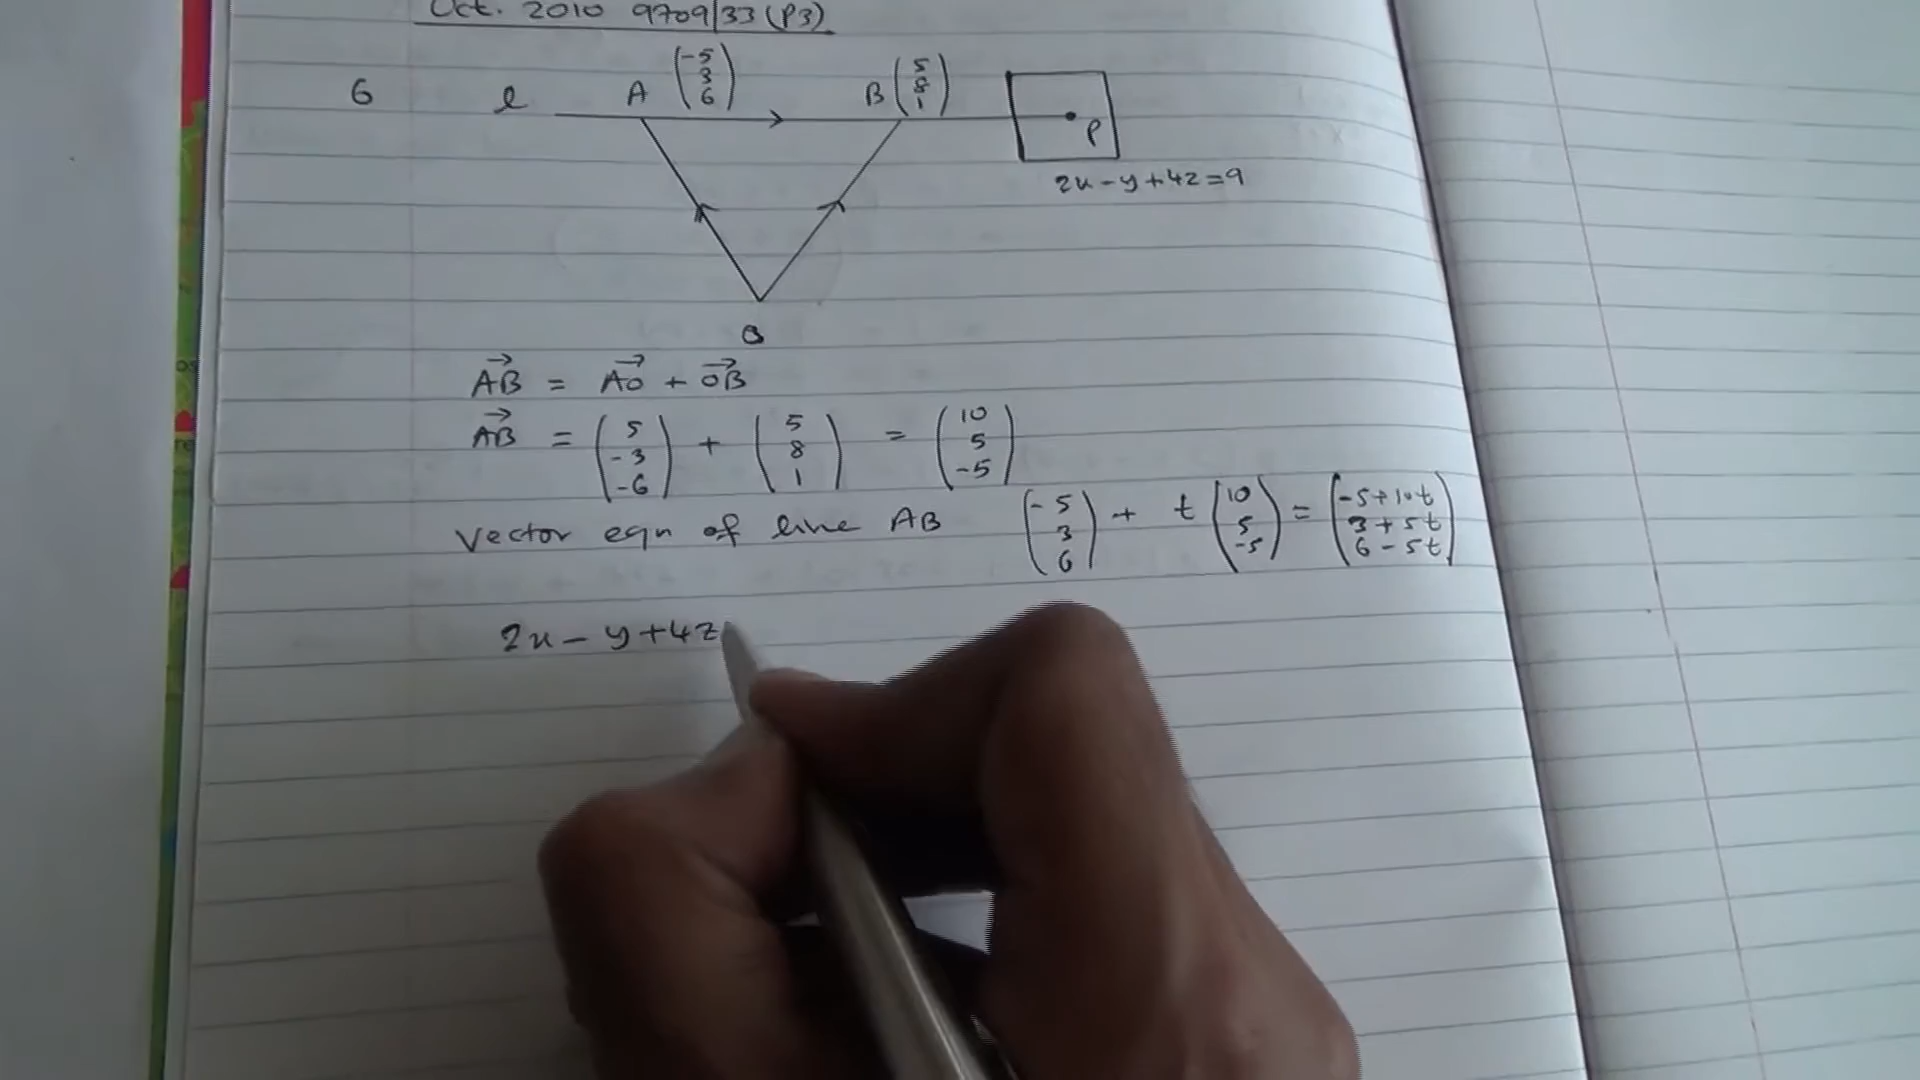 Oct. 2010 9709/33 (P3)
6 l A (-5 3 6) B (5 8 1)
P
2x - y + 4z = 9
O
AB = AO + OB
AB = (5 -3 -6) + (5 8 1) = (10 5 -5)
Vector eqn of line AB (-5 3 6) + t (10 5 -5) = (-5+10t 3+5t 6-5t)
2x - y + 4z